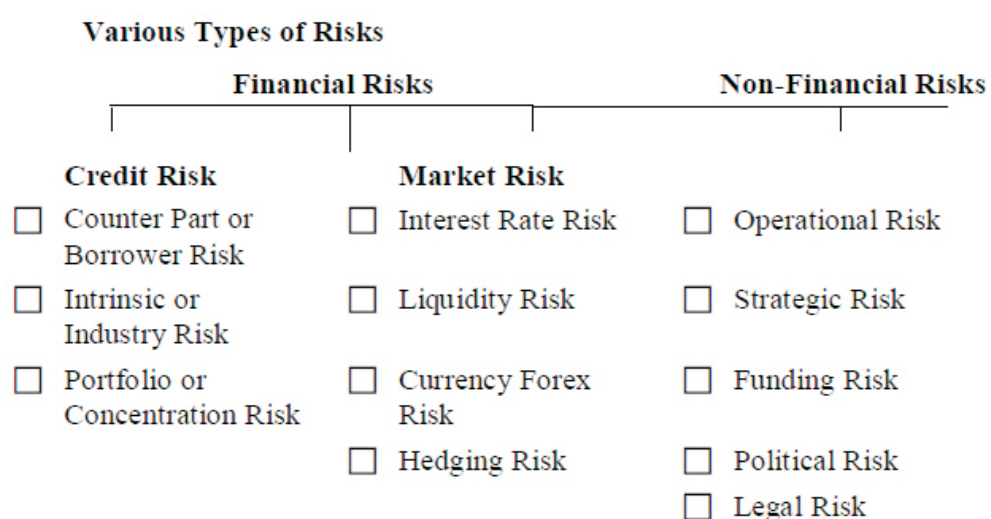 Various Types of Risks
Financial Risks
Non-Financial Risks
Credit Risk
Counter Part or
Borrower Risk
Intrinsic or
Industry Risk
Portfolio or
Concentration Risk
Market Risk
Interest Rate Risk
Liquidity Risk
Currency Forex
Risk
Hedging Risk
Operational Risk
Strategic Risk
Funding Risk
Political Risk
Legal Risk